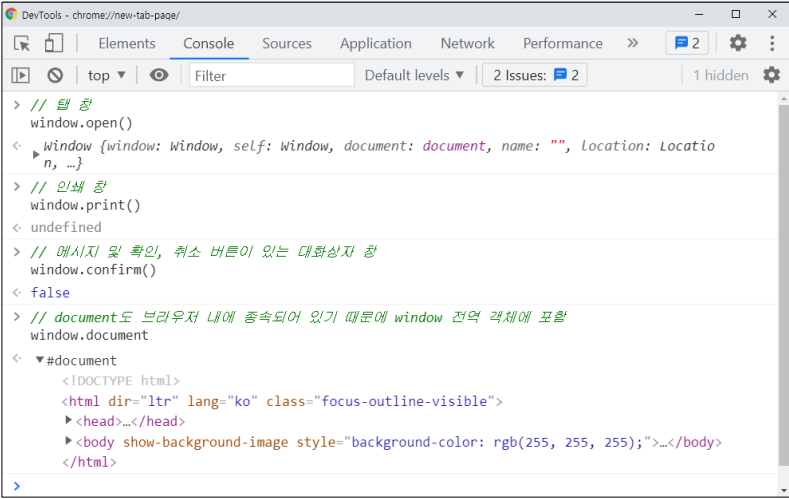 DevTools - chrome://new-tab-page/
Elements Console Sources Application Network Performance » 2
top ▼ Filter Default levels ▼ 2 Issues: 2 1 hidden
> // 탭 창
window.open()
Window {window: Window, self: Window, document: document, name: "", location: Locatio
n, …}
> // 인쇄 창
window.print()
undefined
> // 메시지 및 확인, 취소 버튼이 있는 대화상자 창
window.confirm()
false
> // document도 브라우저 내에 종속되어 있기 때문에 window 전역 객체에 포함
window.document
▼#document
<!DOCTYPE html>
<html dir="ltr" lang="ko" class="focus-outline-visible">
▶<head>…</head>
▶<body show-background-image style="background-color: rgb(255, 255, 255);">…</body>
</html>
>